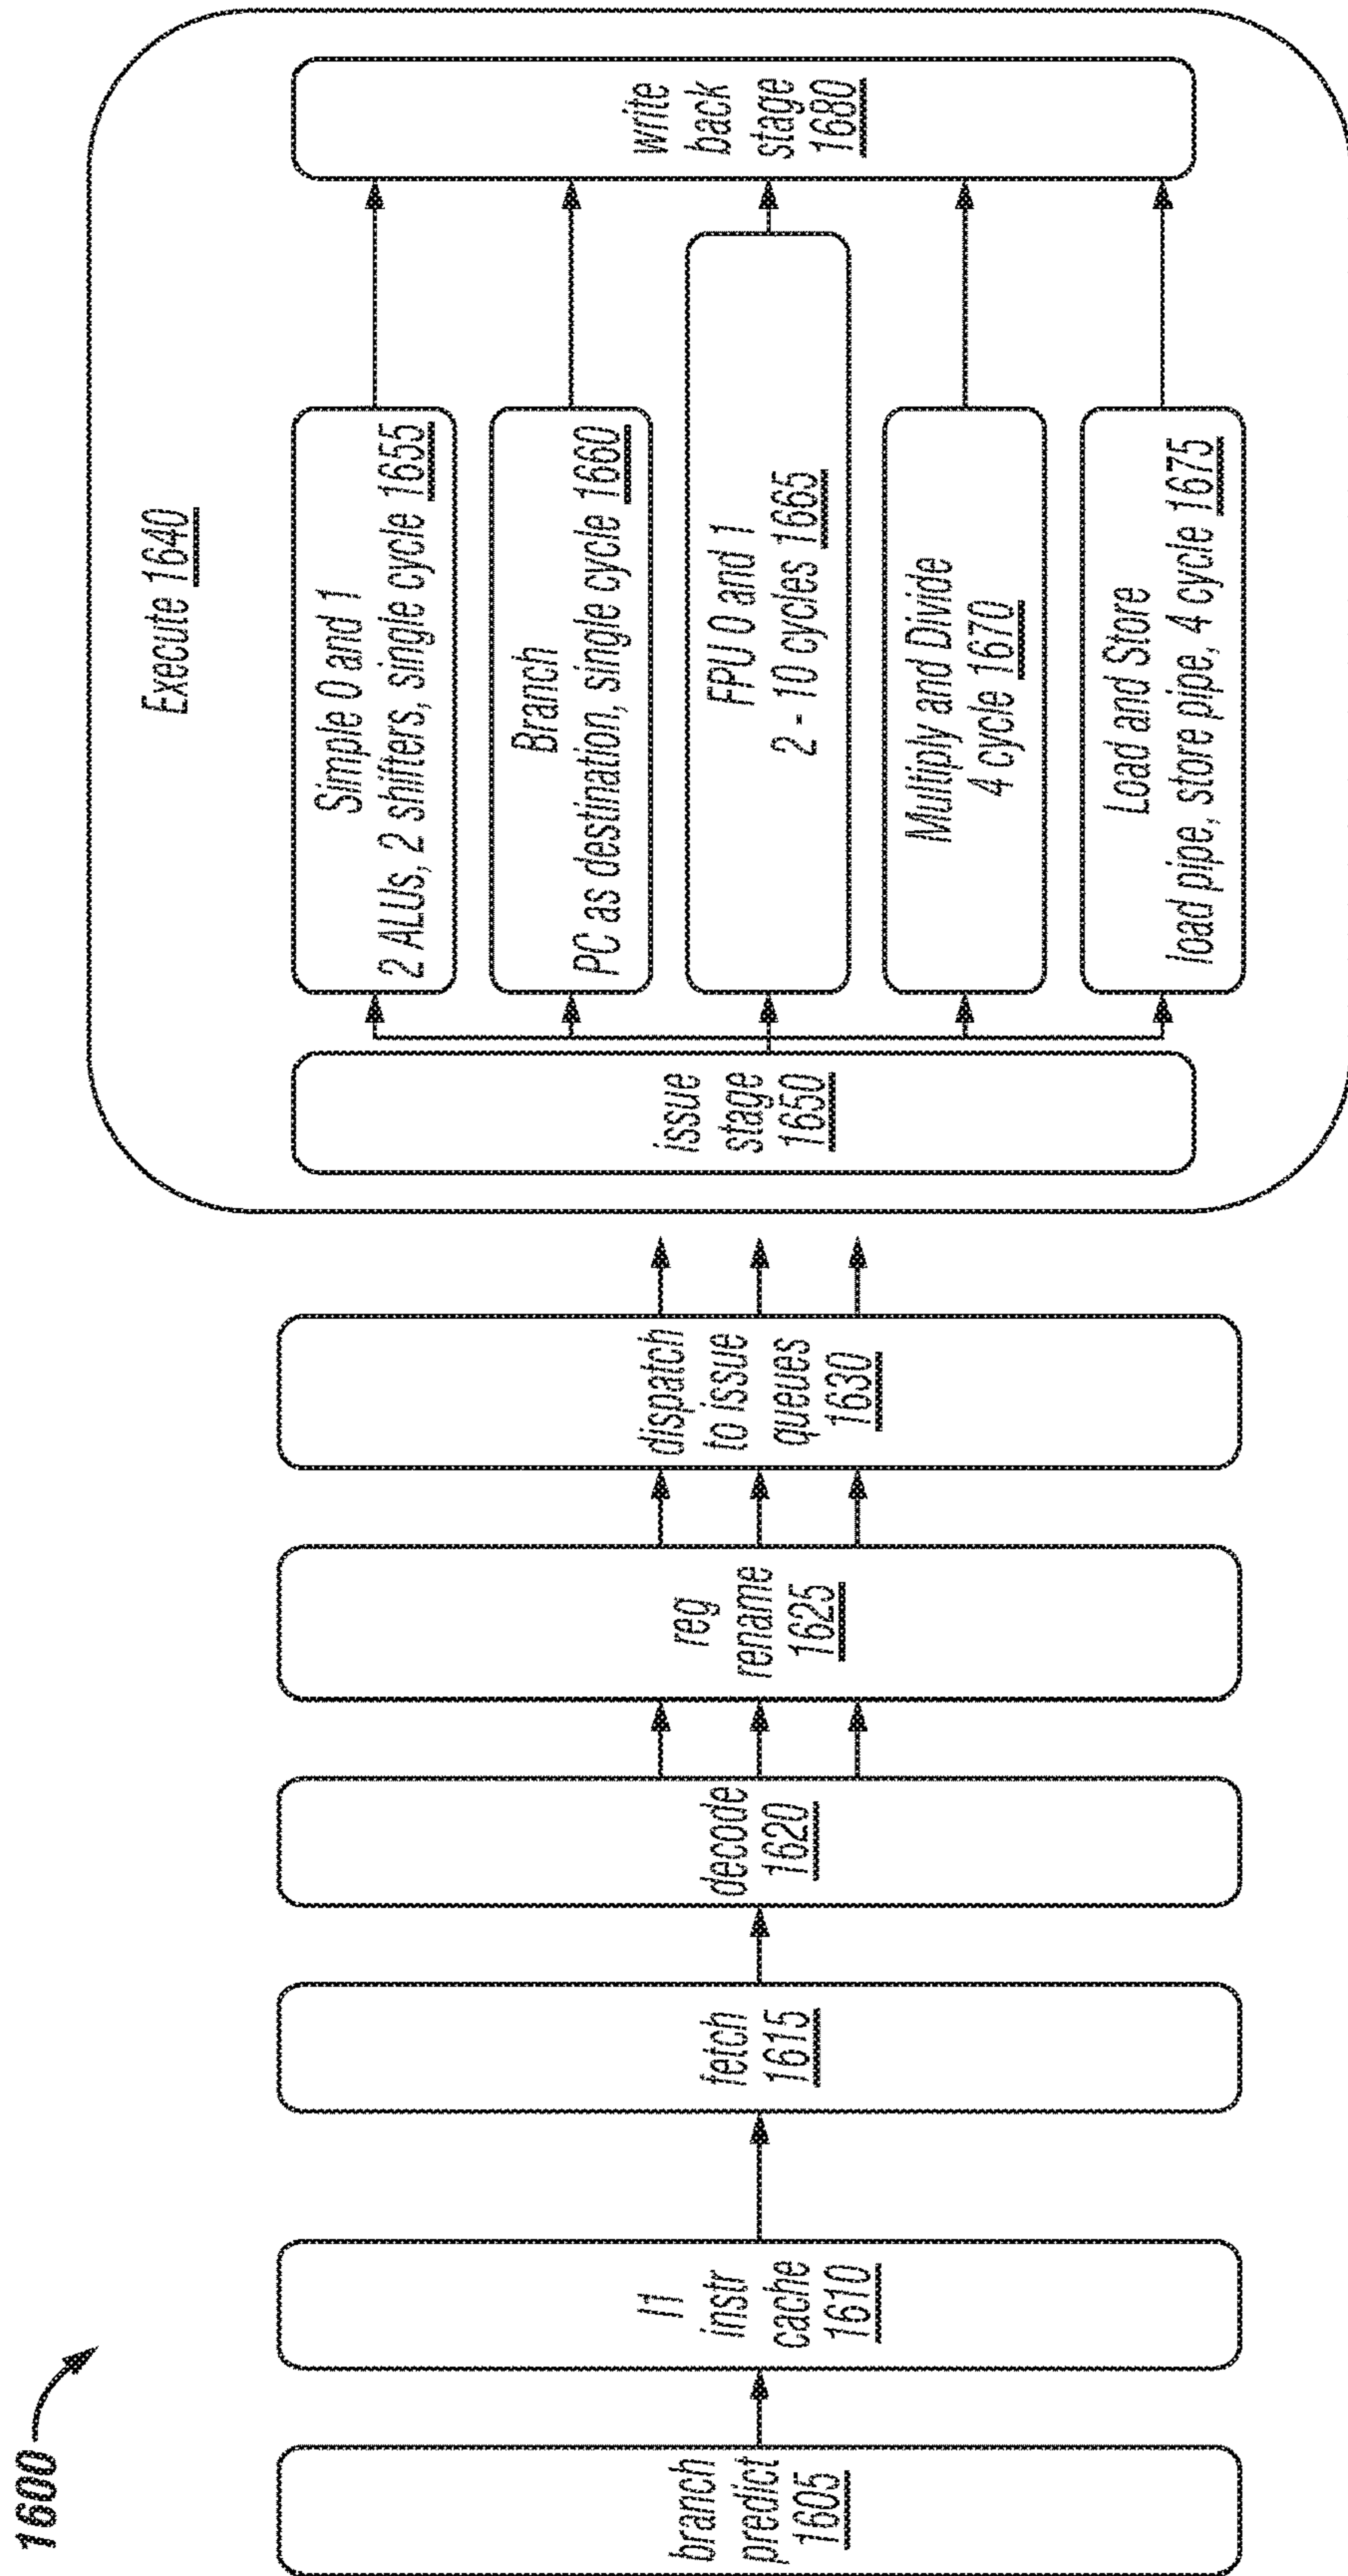 1600
branch
predict
1605
I1
instr
cache
1610
fetch
1615
decode
1620
reg
rename
1625
dispatch
to issue
queues
1630
Execute 1640
issue
stage
1650
Simple 0 and 1
2 ALUs, 2 shifters, single cycle 1655
Branch
PC as destination, single cycle 1660
FPU 0 and 1
2 - 10 cycles 1665
Multiply and Divide
4 cycle 1670
Load and Store
load pipe, store pipe, 4 cycle 1675
write
back
stage
1680